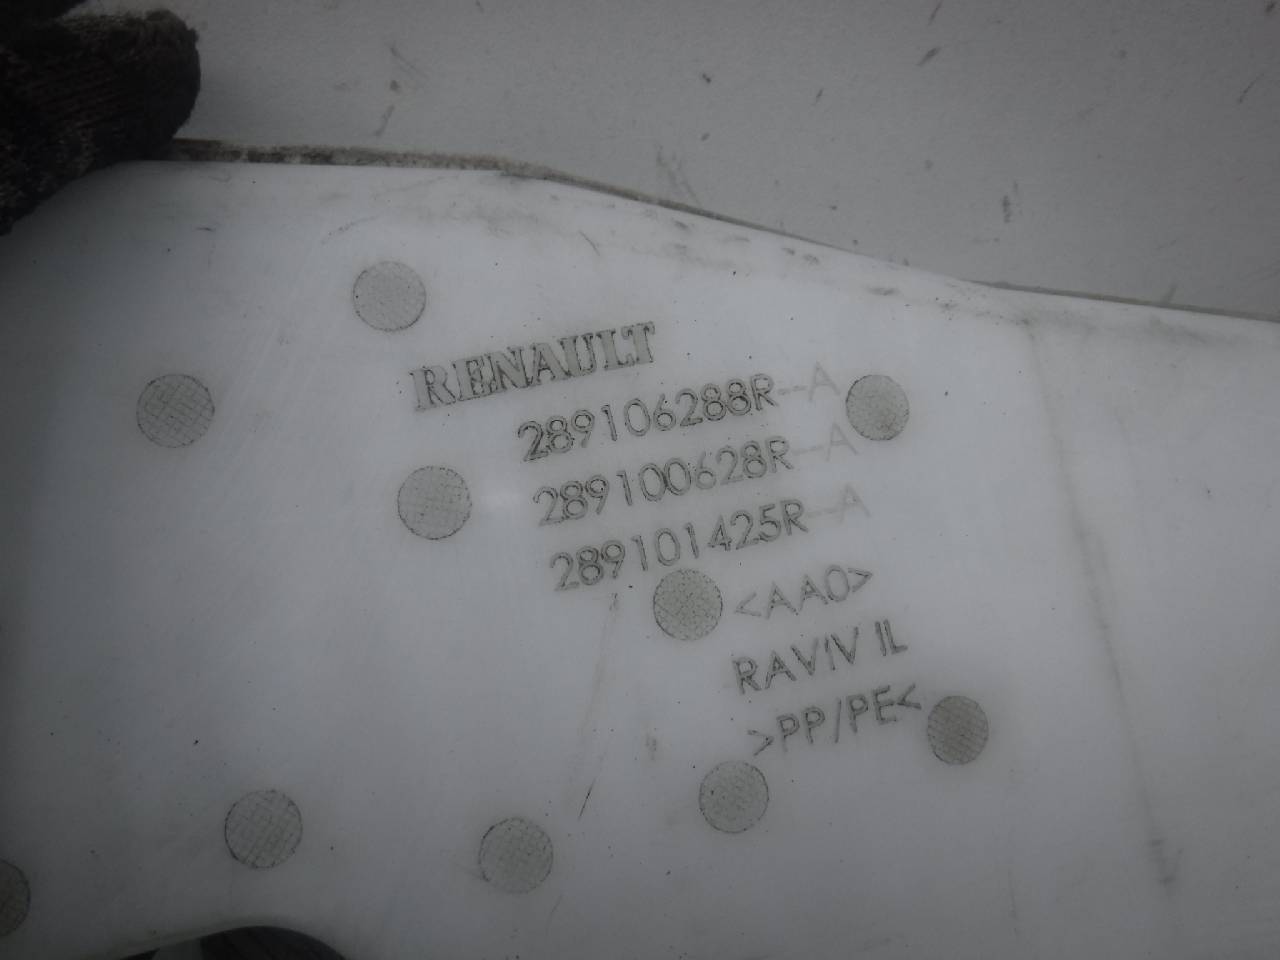 RENAULT
289106288R--A
289100628R--A
289101425R--A
<AA0>
RAVIV IL
>PP/PE<